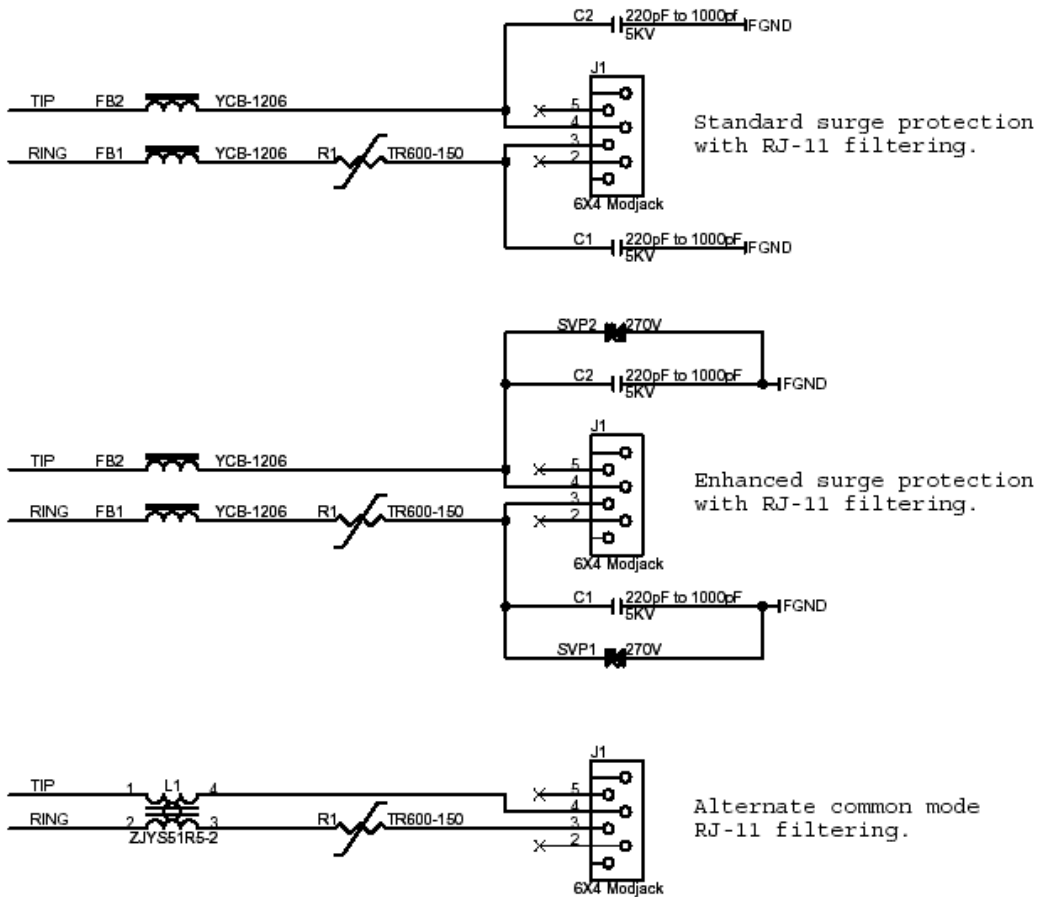 C2 220pF to 1000pf FGND
5KV
J1
TIP FB2 YCB-1206 5
4
Standard surge protection
with RJ-11 filtering.
RING FB1 YCB-1206 R1 TR600-150 3
2
6X4 Modjack
C1 220pF to 1000pF FGND
5KV
SVP2 270V
C2 220pF to 1000pF FGND
5KV
J1
TIP FB2 YCB-1206 5
4
Enhanced surge protection
with RJ-11 filtering.
RING FB1 YCB-1206 R1 TR600-150 3
2
6X4 Modjack
C1 220pF to 1000pF FGND
5KV
SVP1 270V
J1
TIP 1 L1 4 5
4
Alternate common mode
RJ-11 filtering.
RING 2 3 R1 TR600-150 3
ZJYS51R5-2 2
6X4 Modjack